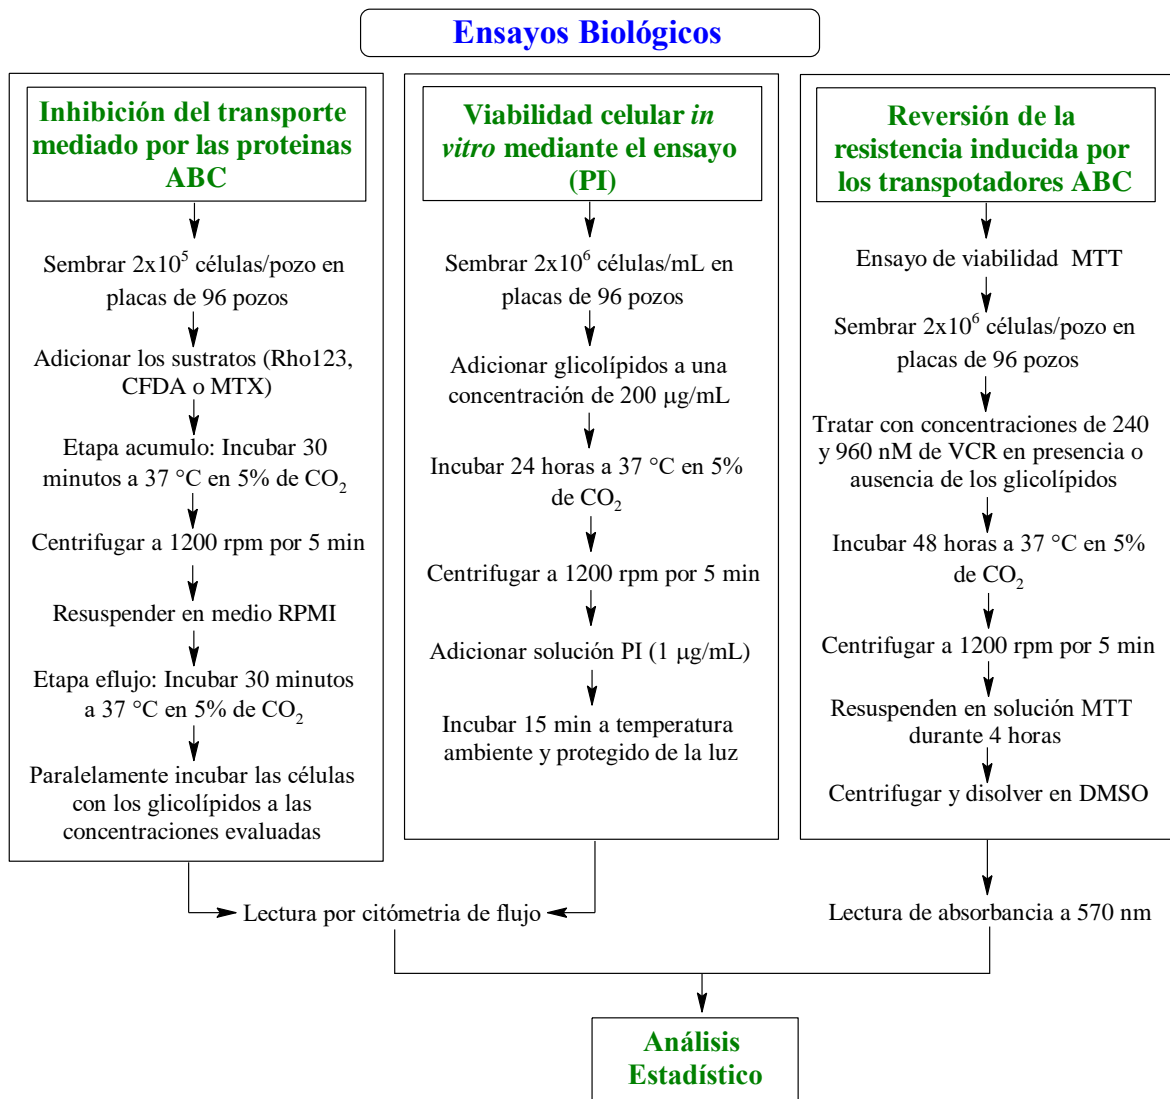 Ensayos Biológicos
Inhibición del transporte
mediado por las proteinas
ABC
Sembrar 2x10⁵ células/pozo en
placas de 96 pozos
Adicionar los sustratos (Rho123,
CFDA o MTX)
Etapa acumulo: Incubar 30
minutos a 37 °C en 5% de CO₂
Centrifugar a 1200 rpm por 5 min
Resuspender en medio RPMI
Etapa eflujo: Incubar 30 minutos
a 37 °C en 5% de CO₂
Paralelamente incubar las células
con los glicolípidos a las
concentraciones evaluadas
Viabilidad celular in
vitro mediante el ensayo
(PI)
Sembrar 2x10⁶ células/mL en
placas de 96 pozos
Adicionar glicolípidos a una
concentración de 200 µg/mL
Incubar 24 horas a 37 °C en 5%
de CO₂
Centrifugar a 1200 rpm por 5 min
Adicionar solución PI (1 µg/mL)
Incubar 15 min a temperatura
ambiente y protegido de la luz
Reversión de la
resistencia inducida por
los transpotadores ABC
Ensayo de viabilidad MTT
Sembrar 2x10⁶ células/pozo en
placas de 96 pozos
Tratar con concentraciones de 240
y 960 nM de VCR en presencia o
ausencia de los glicolípidos
Incubar 48 horas a 37 °C en 5%
de CO₂
Centrifugar a 1200 rpm por 5 min
Resuspenden en solución MTT
durante 4 horas
Centrifugar y disolver en DMSO
Lectura por citómetria de flujo
Lectura de absorbancia a 570 nm
Análisis
Estadístico